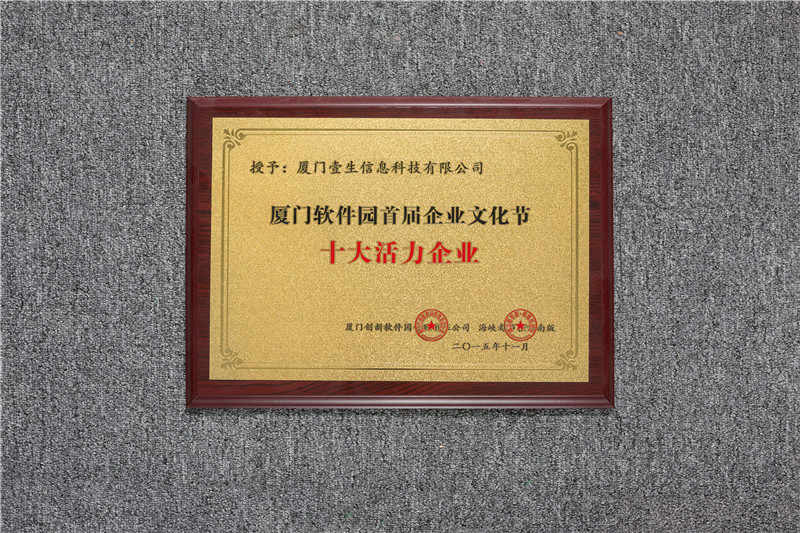 授予：厦门壹生信息科技有限公司
厦门软件园首届企业文化节
十大活力企业
厦门创新软件园 公司 海峡 南版
二〇一五年十一月